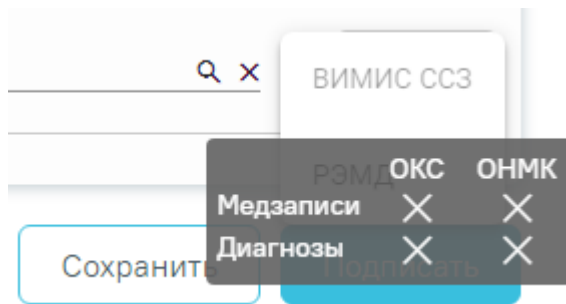 ВИМИС ССЗ
РЭМД
ОКС ОНМК
Медзаписи
Диагнозы
Сохранить
Подписать